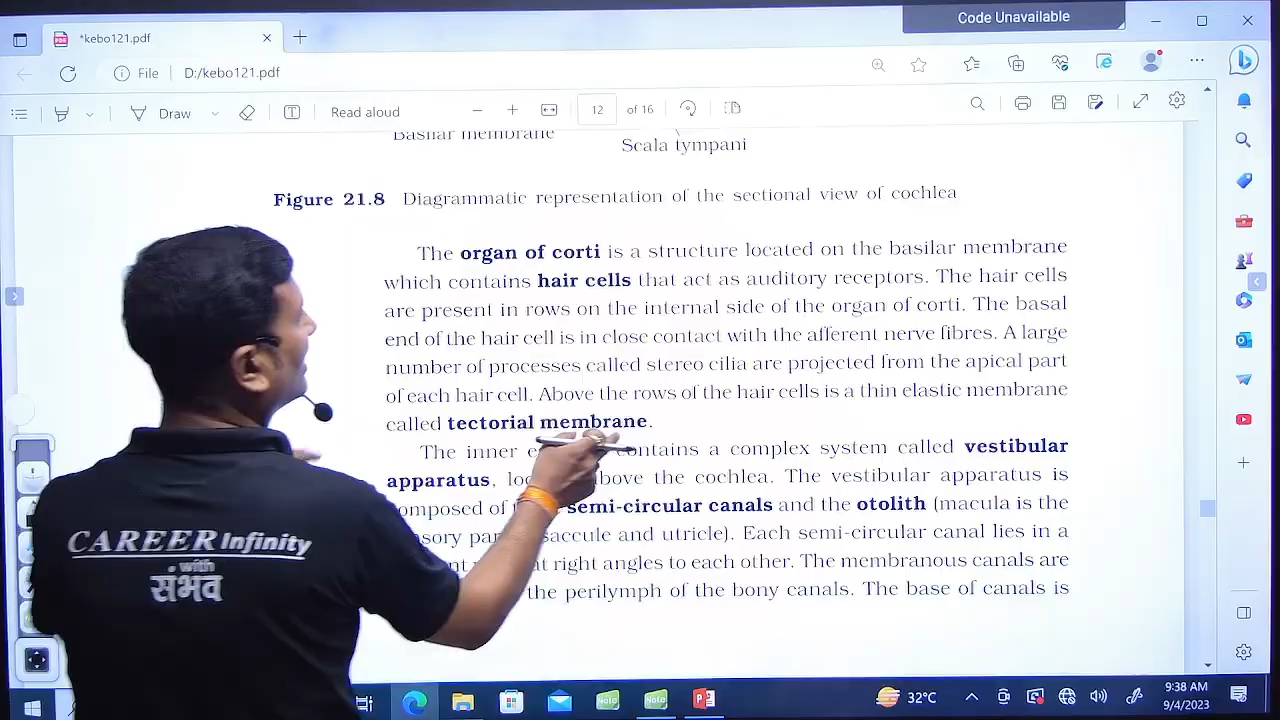 Code Unavailable
*kebo121.pdf
File D:/kebo121.pdf
Draw Read aloud 12 of 16
Basilar membrane
Scala tympani
Figure 21.8 Diagrammatic representation of the sectional view of cochlea
The organ of corti is a structure located on the basilar membrane
which contains hair cells that act as auditory receptors. The hair cells
are present in rows on the internal side of the organ of corti. The basal
end of the hair cell is in close contact with the afferent nerve fibres. A large
number of processes called stereo cilia are projected from the apical part
of each hair cell. Above the rows of the hair cells is a thin elastic membrane
called tectorial membrane.
The inner contains a complex system called vestibular
apparatus, above the cochlea. The vestibular apparatus is
composed of semi-circular canals and the otolith (macula is the
saccule and utricle). Each semi-circular canal lies in a
at right angles to each other. The membranous canals are
the perilymph of the bony canals. The base of canals is
CAREER Infinity
with
संभव
32°C
9:38 AM
9/4/2023